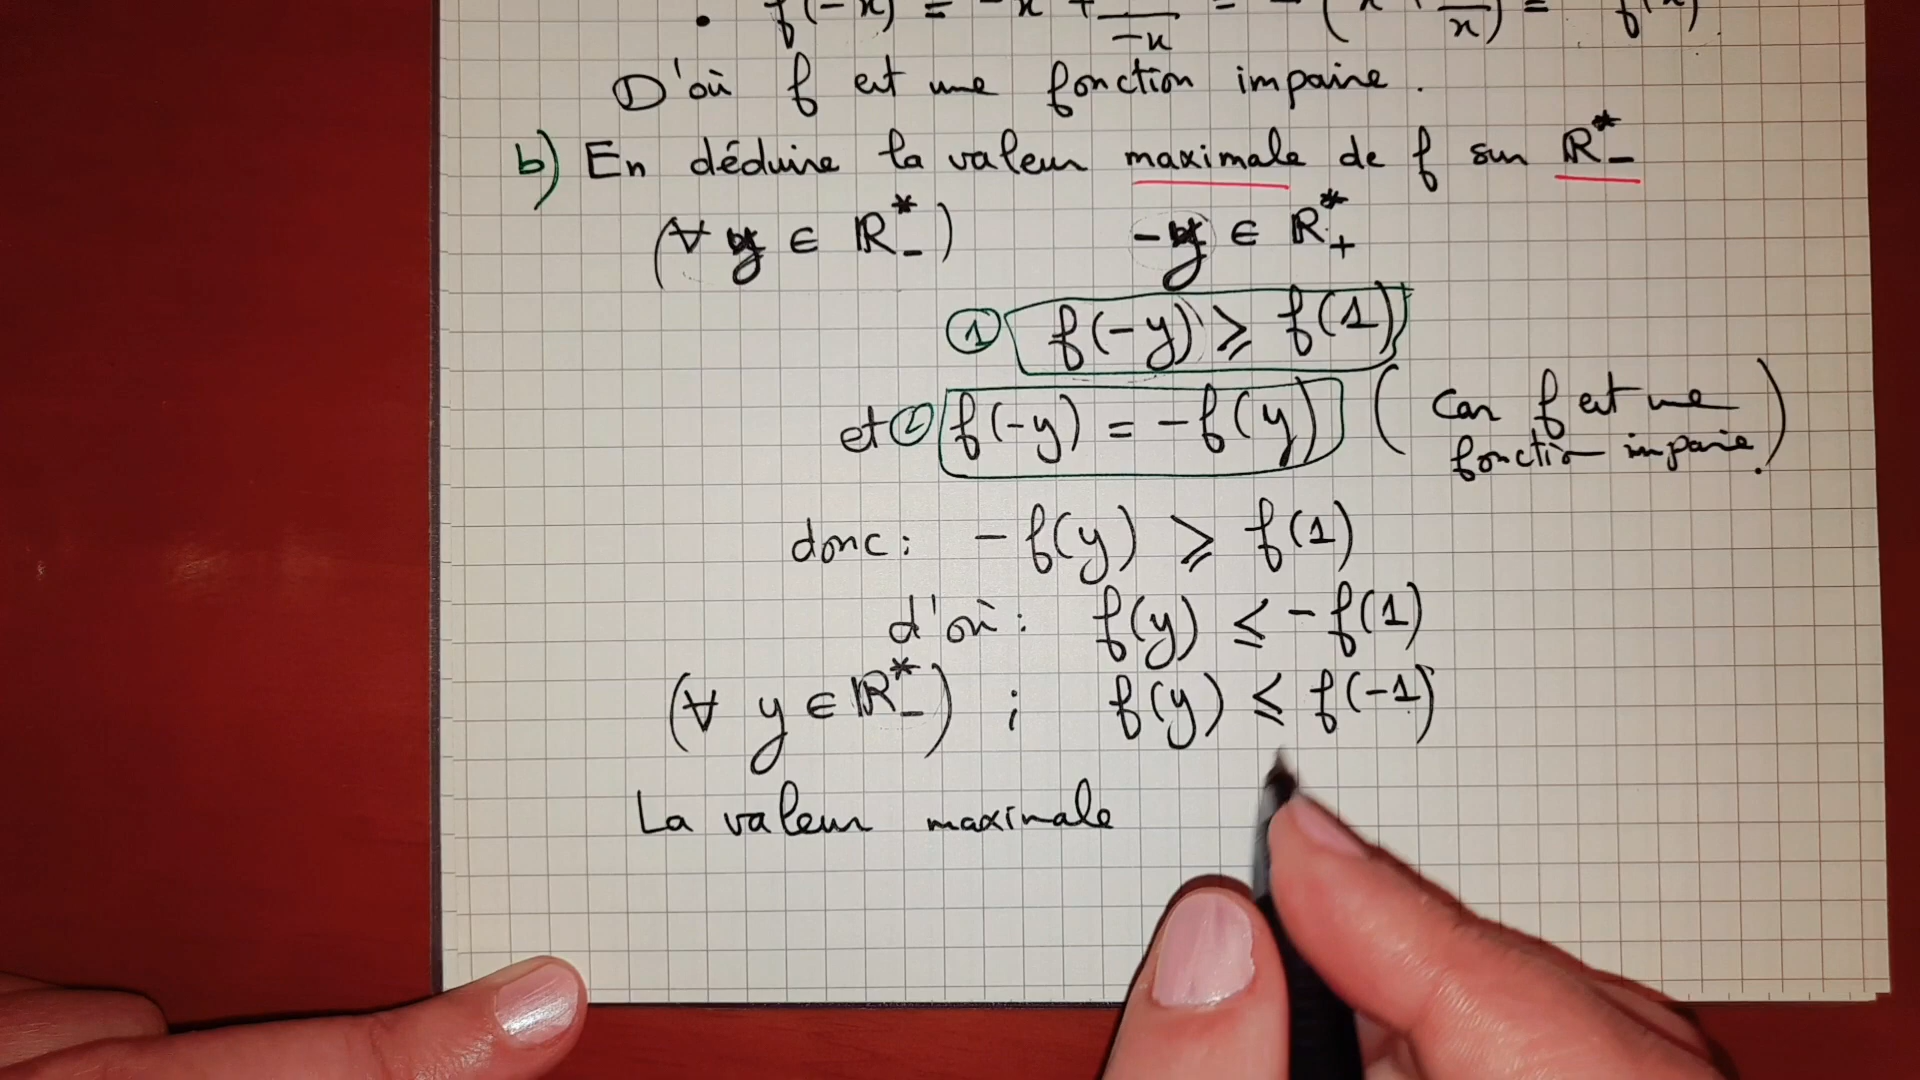 • f(-x) = -x + —/-x = -(x + —/x) = -f(x)
D'où f est une fonction impaire.
b) En déduire la valeur maximale de f sur ℝ*₋
(∀ y ∈ ℝ*₋) -y ∈ ℝ*₊
① f(-y) ⩾ f(1)
et ② f(-y) = -f(y) (car f est une
fonction impaire.)
donc: -f(y) ⩾ f(1)
d'où: f(y) ≤ -f(1)
(∀ y ∈ ℝ*₋) ; f(y) ≤ f(-1)
La valeur maximale